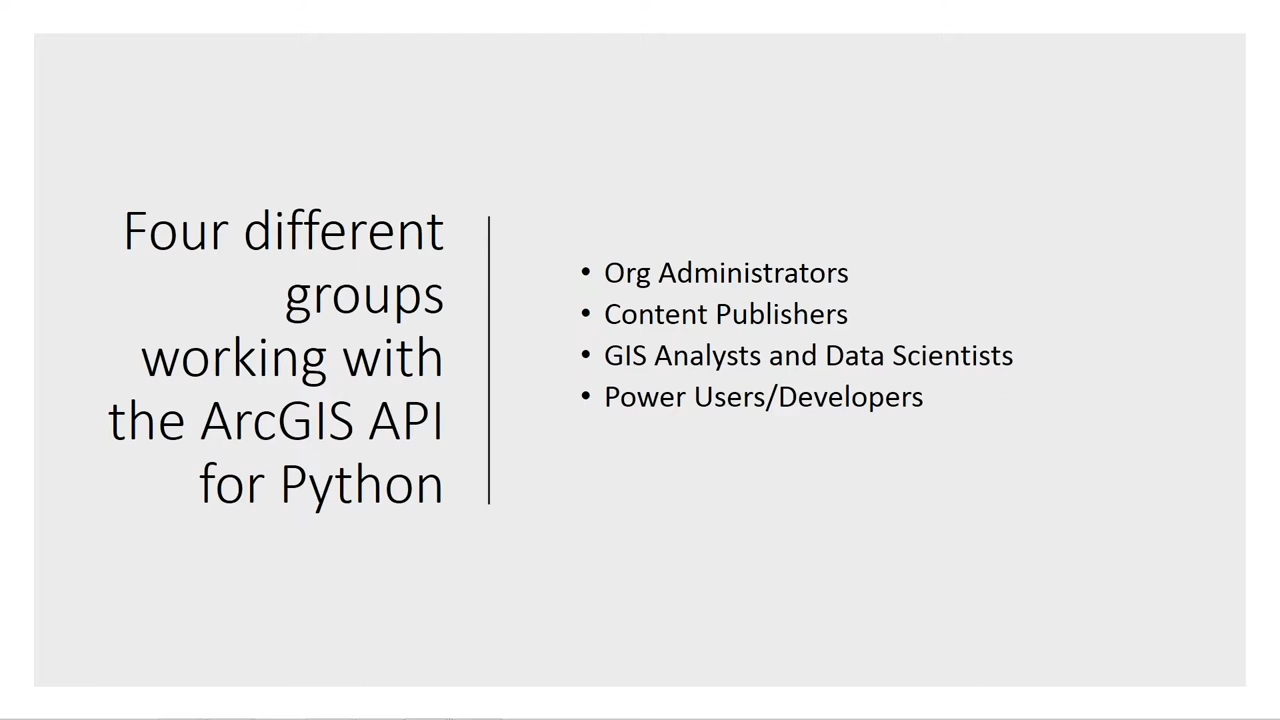 Four different
groups
working with
the ArcGIS API
for Python
• Org Administrators
• Content Publishers
• GIS Analysts and Data Scientists
• Power Users/Developers